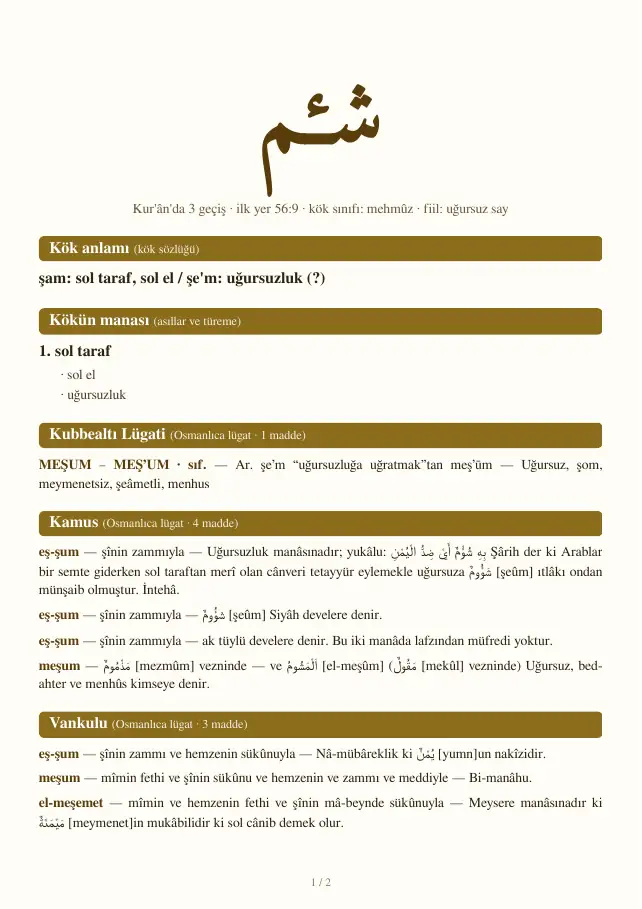 شئم
Kur'ân'da 3 geçiş · ilk yer 56:9 · kök sınıfı: mehmûz · fiil: uğursuz say
Kök anlamı (kök sözlüğü)
şam: sol taraf, sol el / şe'm: uğursuzluk (?)
Kökün manası (asıllar ve türeme)
1. sol taraf
· sol el
· uğursuzluk
Kubbealtı Lügati (Osmanlıca lügat · 1 madde)
MEŞUM – MEŞ’UM · sıf. — Ar. şe’m “uğursuzluğa uğratmak”tan meş’ūm — Uğursuz, şom,
meymenetsiz, şeâmetli, menhus
Kamus (Osmanlıca lügat · 4 madde)
eş-şum — şînin zammıyla — Uğursuzluk manâsınadır; yukâlu: بِهِ شُؤْمٌ أَيْ ضِدُّ الْيُمْنِ Şârih der ki Arablar
bir semte giderken sol taraftan merî olan cânveri tetayyür eylemekle uğursuza شُؤْمٌ [şeûm] ıtlâkı ondan
münşaib olmuştur. İntehâ.
eş-şum — şînin zammıyla — شُؤْمٌ [şeûm] Siyâh develere denir.
eş-şum — şînin zammıyla — ak tüylü develere denir. Bu iki manâda lafzından müfredi yoktur.
meşum — مَذْمُومٌ [mezmûm] vezninde — ve اَلْمَشُومُ [el-meşûm] (مَقُولٌ [mekûl] vezninde) Uğursuz, bed-
ahter ve menhûs kimseye denir.
Vankulu (Osmanlıca lügat · 3 madde)
eş-şum — şînin zammı ve hemzenin sükûnuyla — Nâ-mübâreklik ki يُمْنٌ [yumn]un nakîzidir.
meşum — mîmin fethi ve şînin sükûnu ve hemzenin ve zammı ve meddiyle — Bi-manâhu.
el-meşemet — mîmin ve hemzenin fethi ve şînin mâ-beynde sükûnuyla — Meysere manâsınadır ki
مَيْمَنَةٌ [meymenet]in mukâbilidir ki sol cânib demek olur.
1 / 2